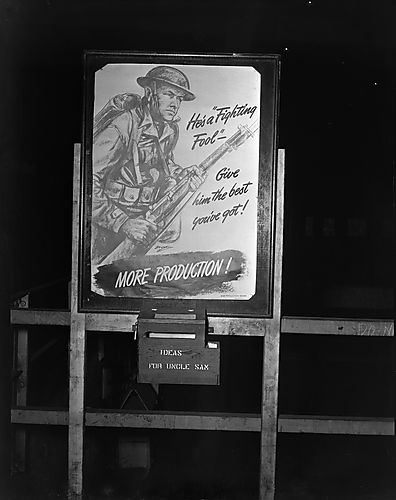 He's a "Fighting
Fool"—
Give
him the best
you've got!
MORE PRODUCTION!
IDEAS
FOR UNCLE SAM